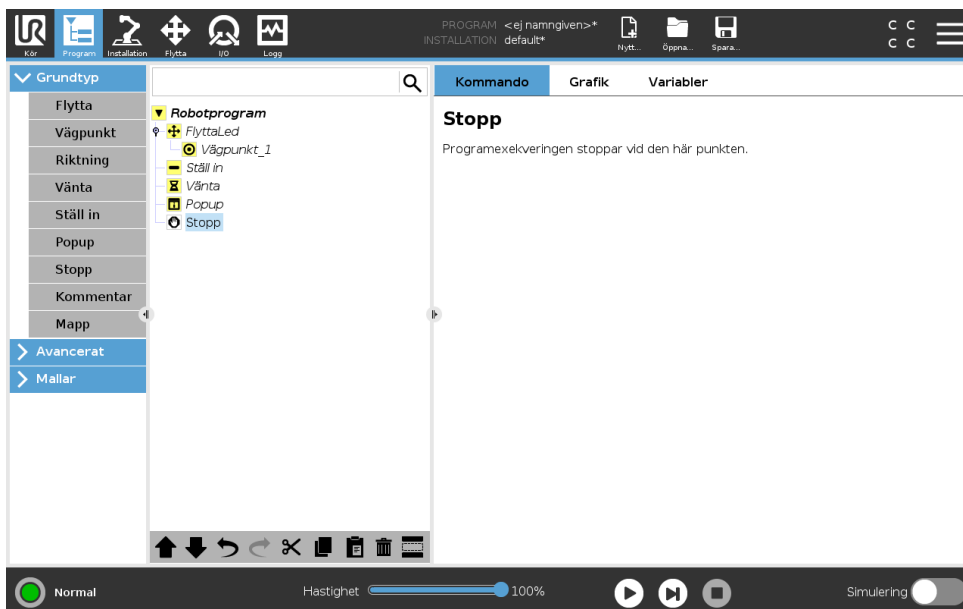 PROGRAM <ej namngiven>*
INSTALLATION default*
C C
C C
Kör Program Installation Flytta I/O Logg Nytt... Öppna... Spara...
Grundtyp
Flytta
Vägpunkt
Riktning
Vänta
Ställ in
Popup
Stopp
Kommentar
Mapp
Avancerat
Mallar
Robotprogram
FlyttaLed
Vägpunkt_1
Ställ in
Vänta
Popup
Stopp
Kommando Grafik Variabler
Stopp
Programexekveringen stoppar vid den här punkten.
Normal Hastighet 100% Simulering